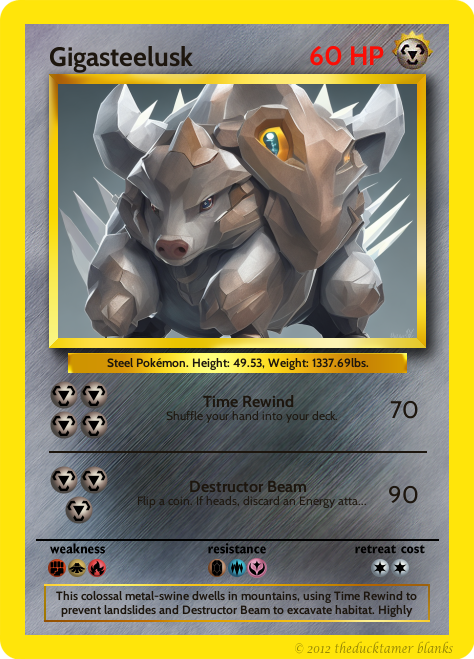 Gigasteelusk
60 HP
Steel Pokémon. Height: 49.53, Weight: 1337.69lbs.
Time Rewind
Shuffle your hand into your deck.
70
Destructor Beam
Flip a coin. If heads, discard an Energy atta...
90
weakness
resistance
retreat cost
This colossal metal-swine dwells in mountains, using Time Rewind to
prevent landslides and Destructor Beam to excavate habitat. Highly
© 2012 theducktamer blanks